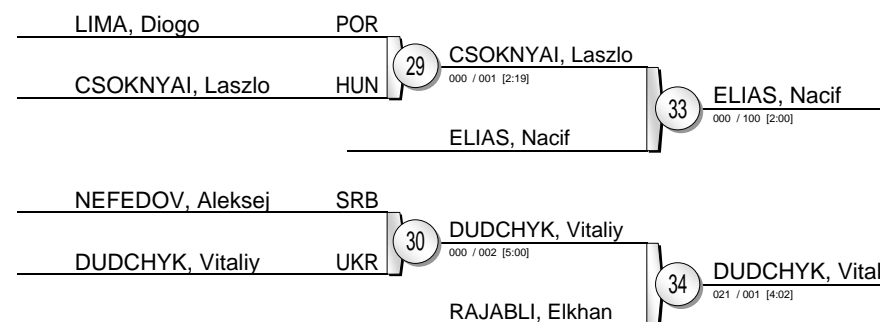 LIMA, Diogo POR
29
CSOKNYAI, Laszlo
000 / 001 [2:19]
CSOKNYAI, Laszlo HUN
33
ELIAS, Nacif
000 / 100 [2:00]
ELIAS, Nacif
NEFEDOV, Aleksej SRB
30
DUDCHYK, Vitaliy
000 / 002 [5:00]
DUDCHYK, Vitaliy UKR
34
DUDCHYK, Vital
021 / 001 [4:02]
RAJABLI, Elkhan